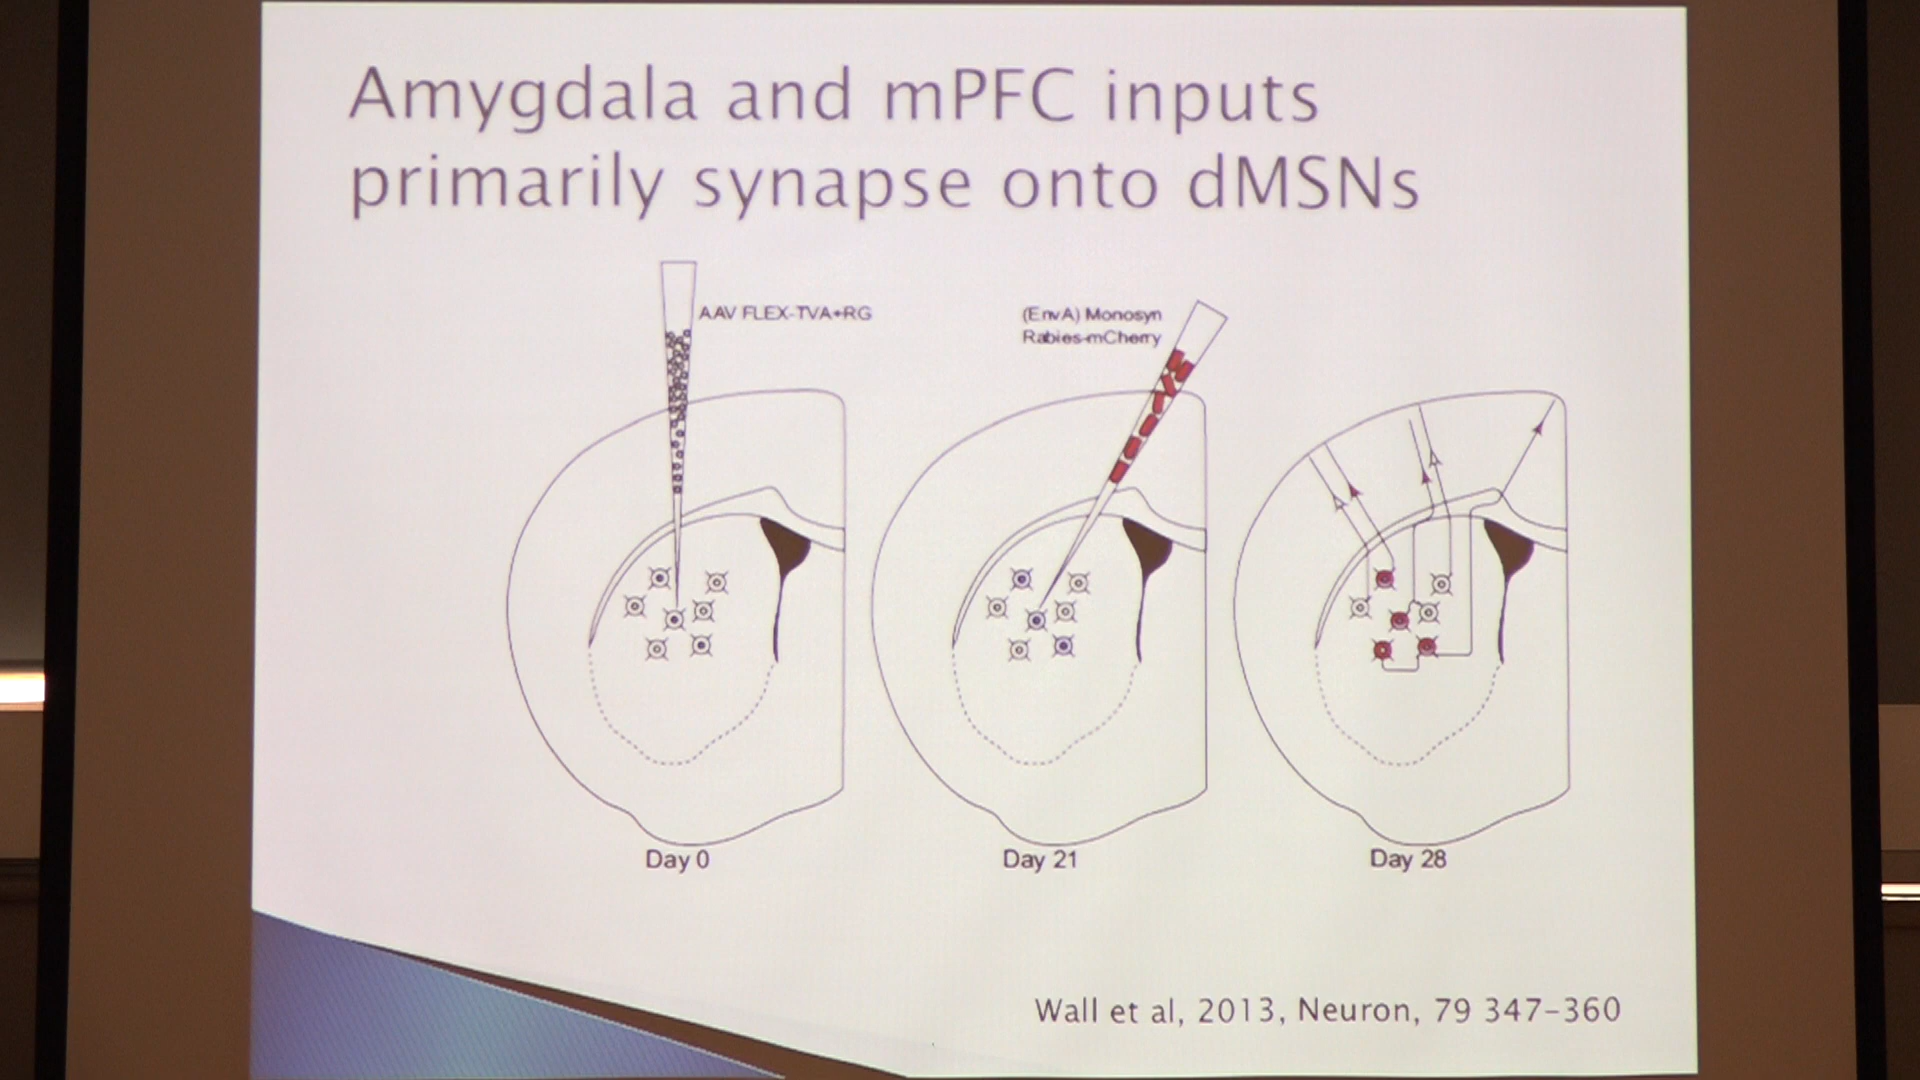 Amygdala and mPFC inputs
primarily synapse onto dMSNs
AAV FLEX-TVA+RG
(EnvA) Monosyn
Rabies-mCherry
Day 0
Day 21
Day 28
Wall et al, 2013, Neuron, 79 347-360